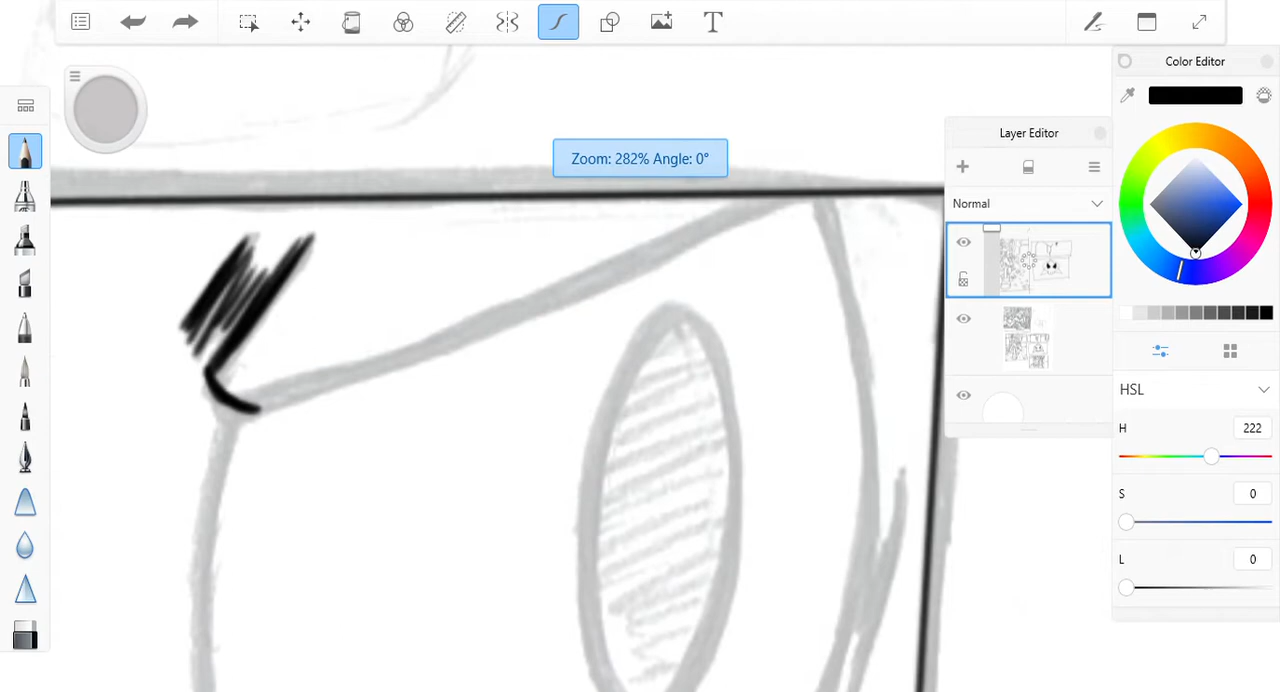 T
Color Editor
Layer Editor
Zoom: 282% Angle: 0°
Normal
HSL
H 222
S 0
L 0